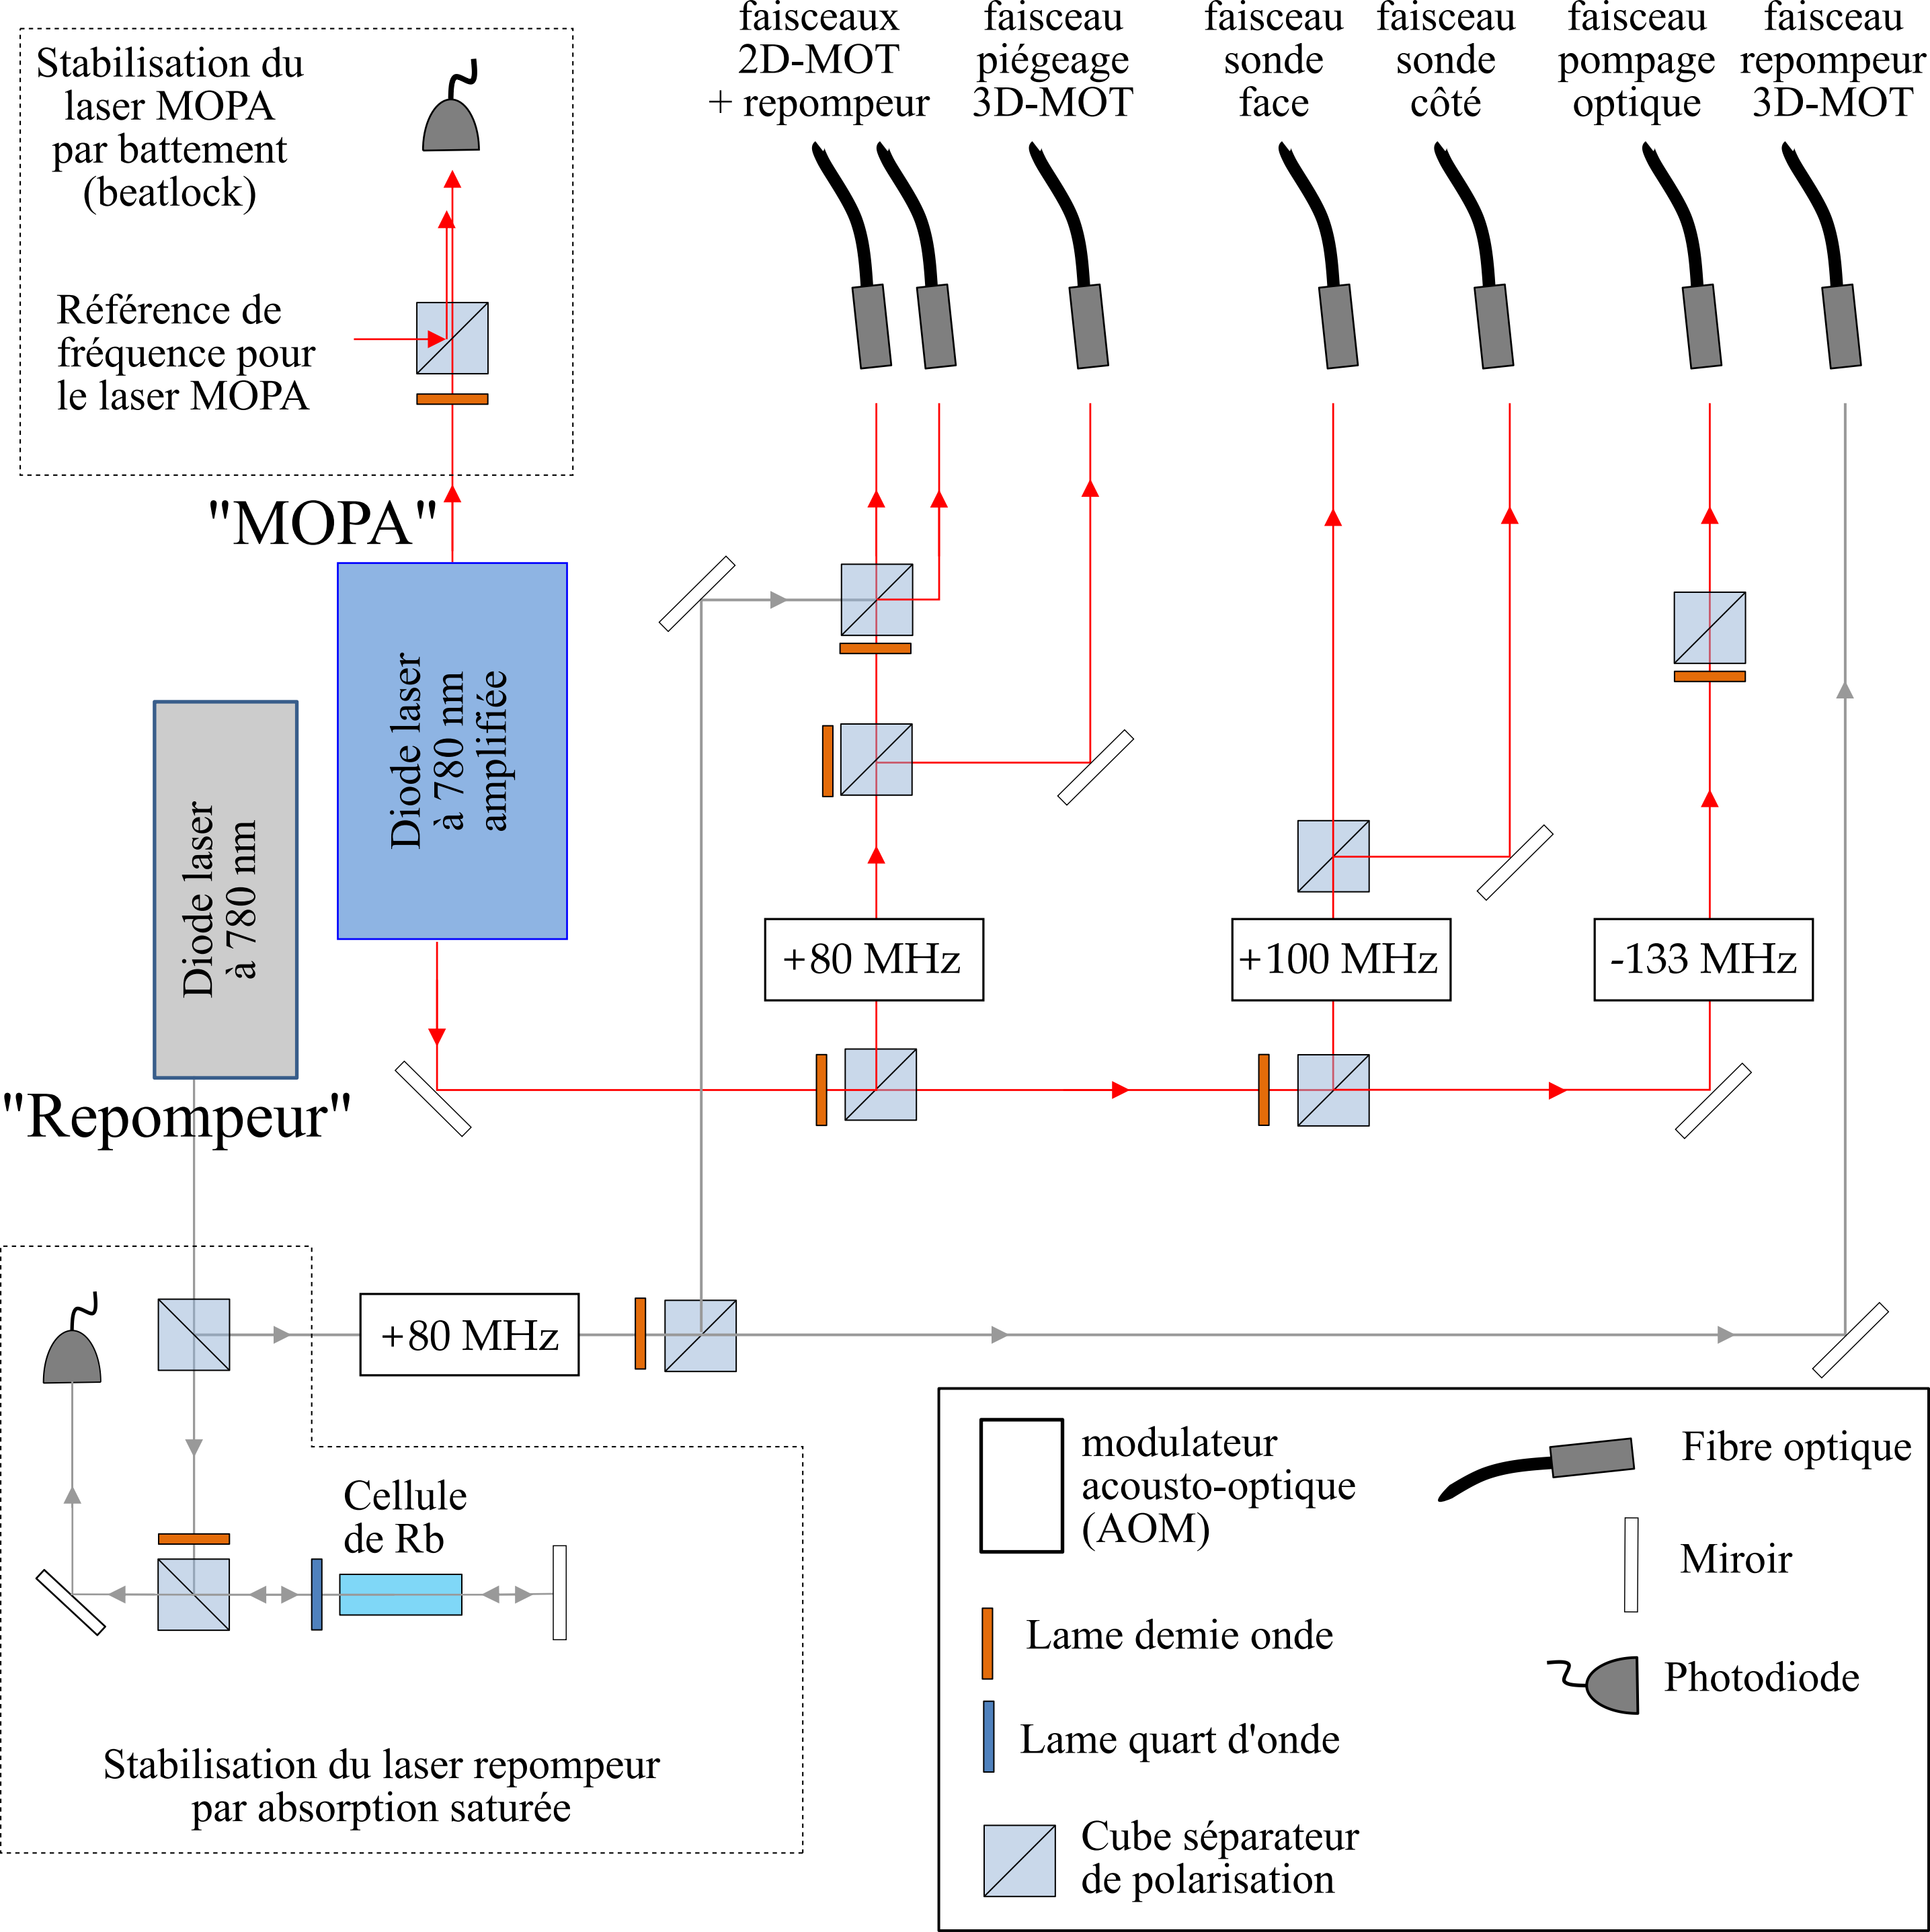 faisceaux
2D-MOT
+ repompeur
faisceau
piégeage
3D-MOT
faisceau
sonde
face
faisceau
sonde
côté
faisceau
pompage
optique
faisceau
repompeur
3D-MOT
Stabilisation du
laser MOPA
par battement
(beatlock)
Référence de
fréquence pour
le laser MOPA
"MOPA"
Diode laser
à 780 nm
amplifiée
Diode laser
à 780 nm
"Repompeur"
+80 MHz
+100 MHz
-133 MHz
+80 MHz
Cellule
de Rb
Stabilisation du laser repompeur
par absorption saturée
modulateur
acousto-optique
(AOM)
Lame demie onde
Lame quart d'onde
Cube séparateur
de polarisation
Fibre optique
Miroir
Photodiode